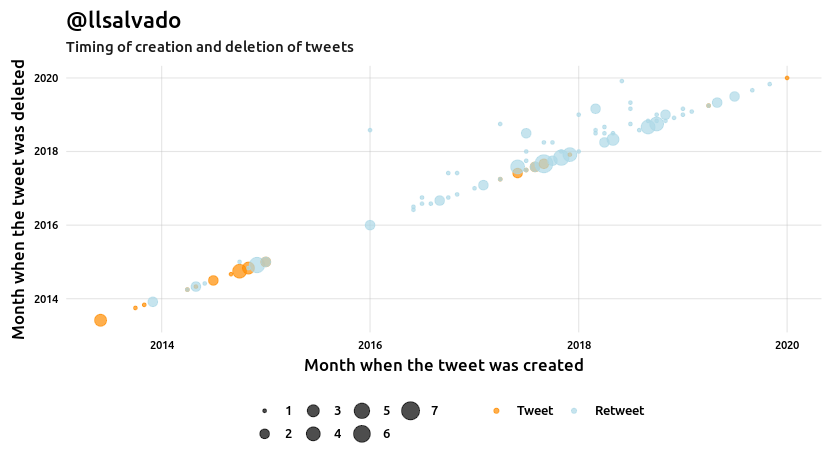 @llsalvado
Timing of creation and deletion of tweets
Month when the tweet was deleted
2020
2018
2016
2014
2014 2016 2018 2020
Month when the tweet was created
1 3 5 7 Tweet Retweet
2 4 6